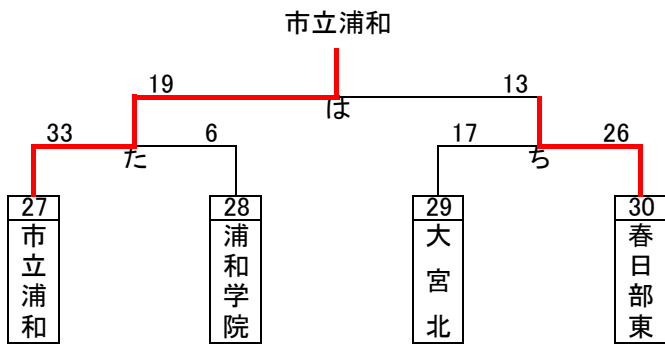 市立浦和
19 13
は
33 6 17 26
た ち
27 28 29 30
市立浦和
浦和学院
大宮北
春日部東